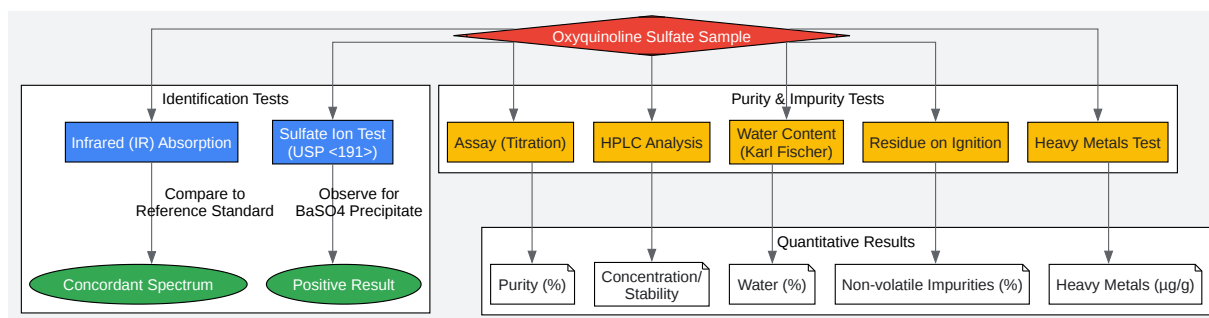 Oxyquinoline Sulfate Sample
Identification Tests
Purity & Impurity Tests
Infrared (IR) Absorption
Sulfate Ion Test
(USP <191>)
Assay (Titration)
HPLC Analysis
Water Content
(Karl Fischer)
Residue on Ignition
Heavy Metals Test
Compare to
Reference Standard
Observe for
BaSO4 Precipitate
Quantitative Results
Concordant Spectrum
Positive Result
Purity (%)
Concentration/
Stability
Water (%)
Non-volatile Impurities (%)
Heavy Metals (µg/g)